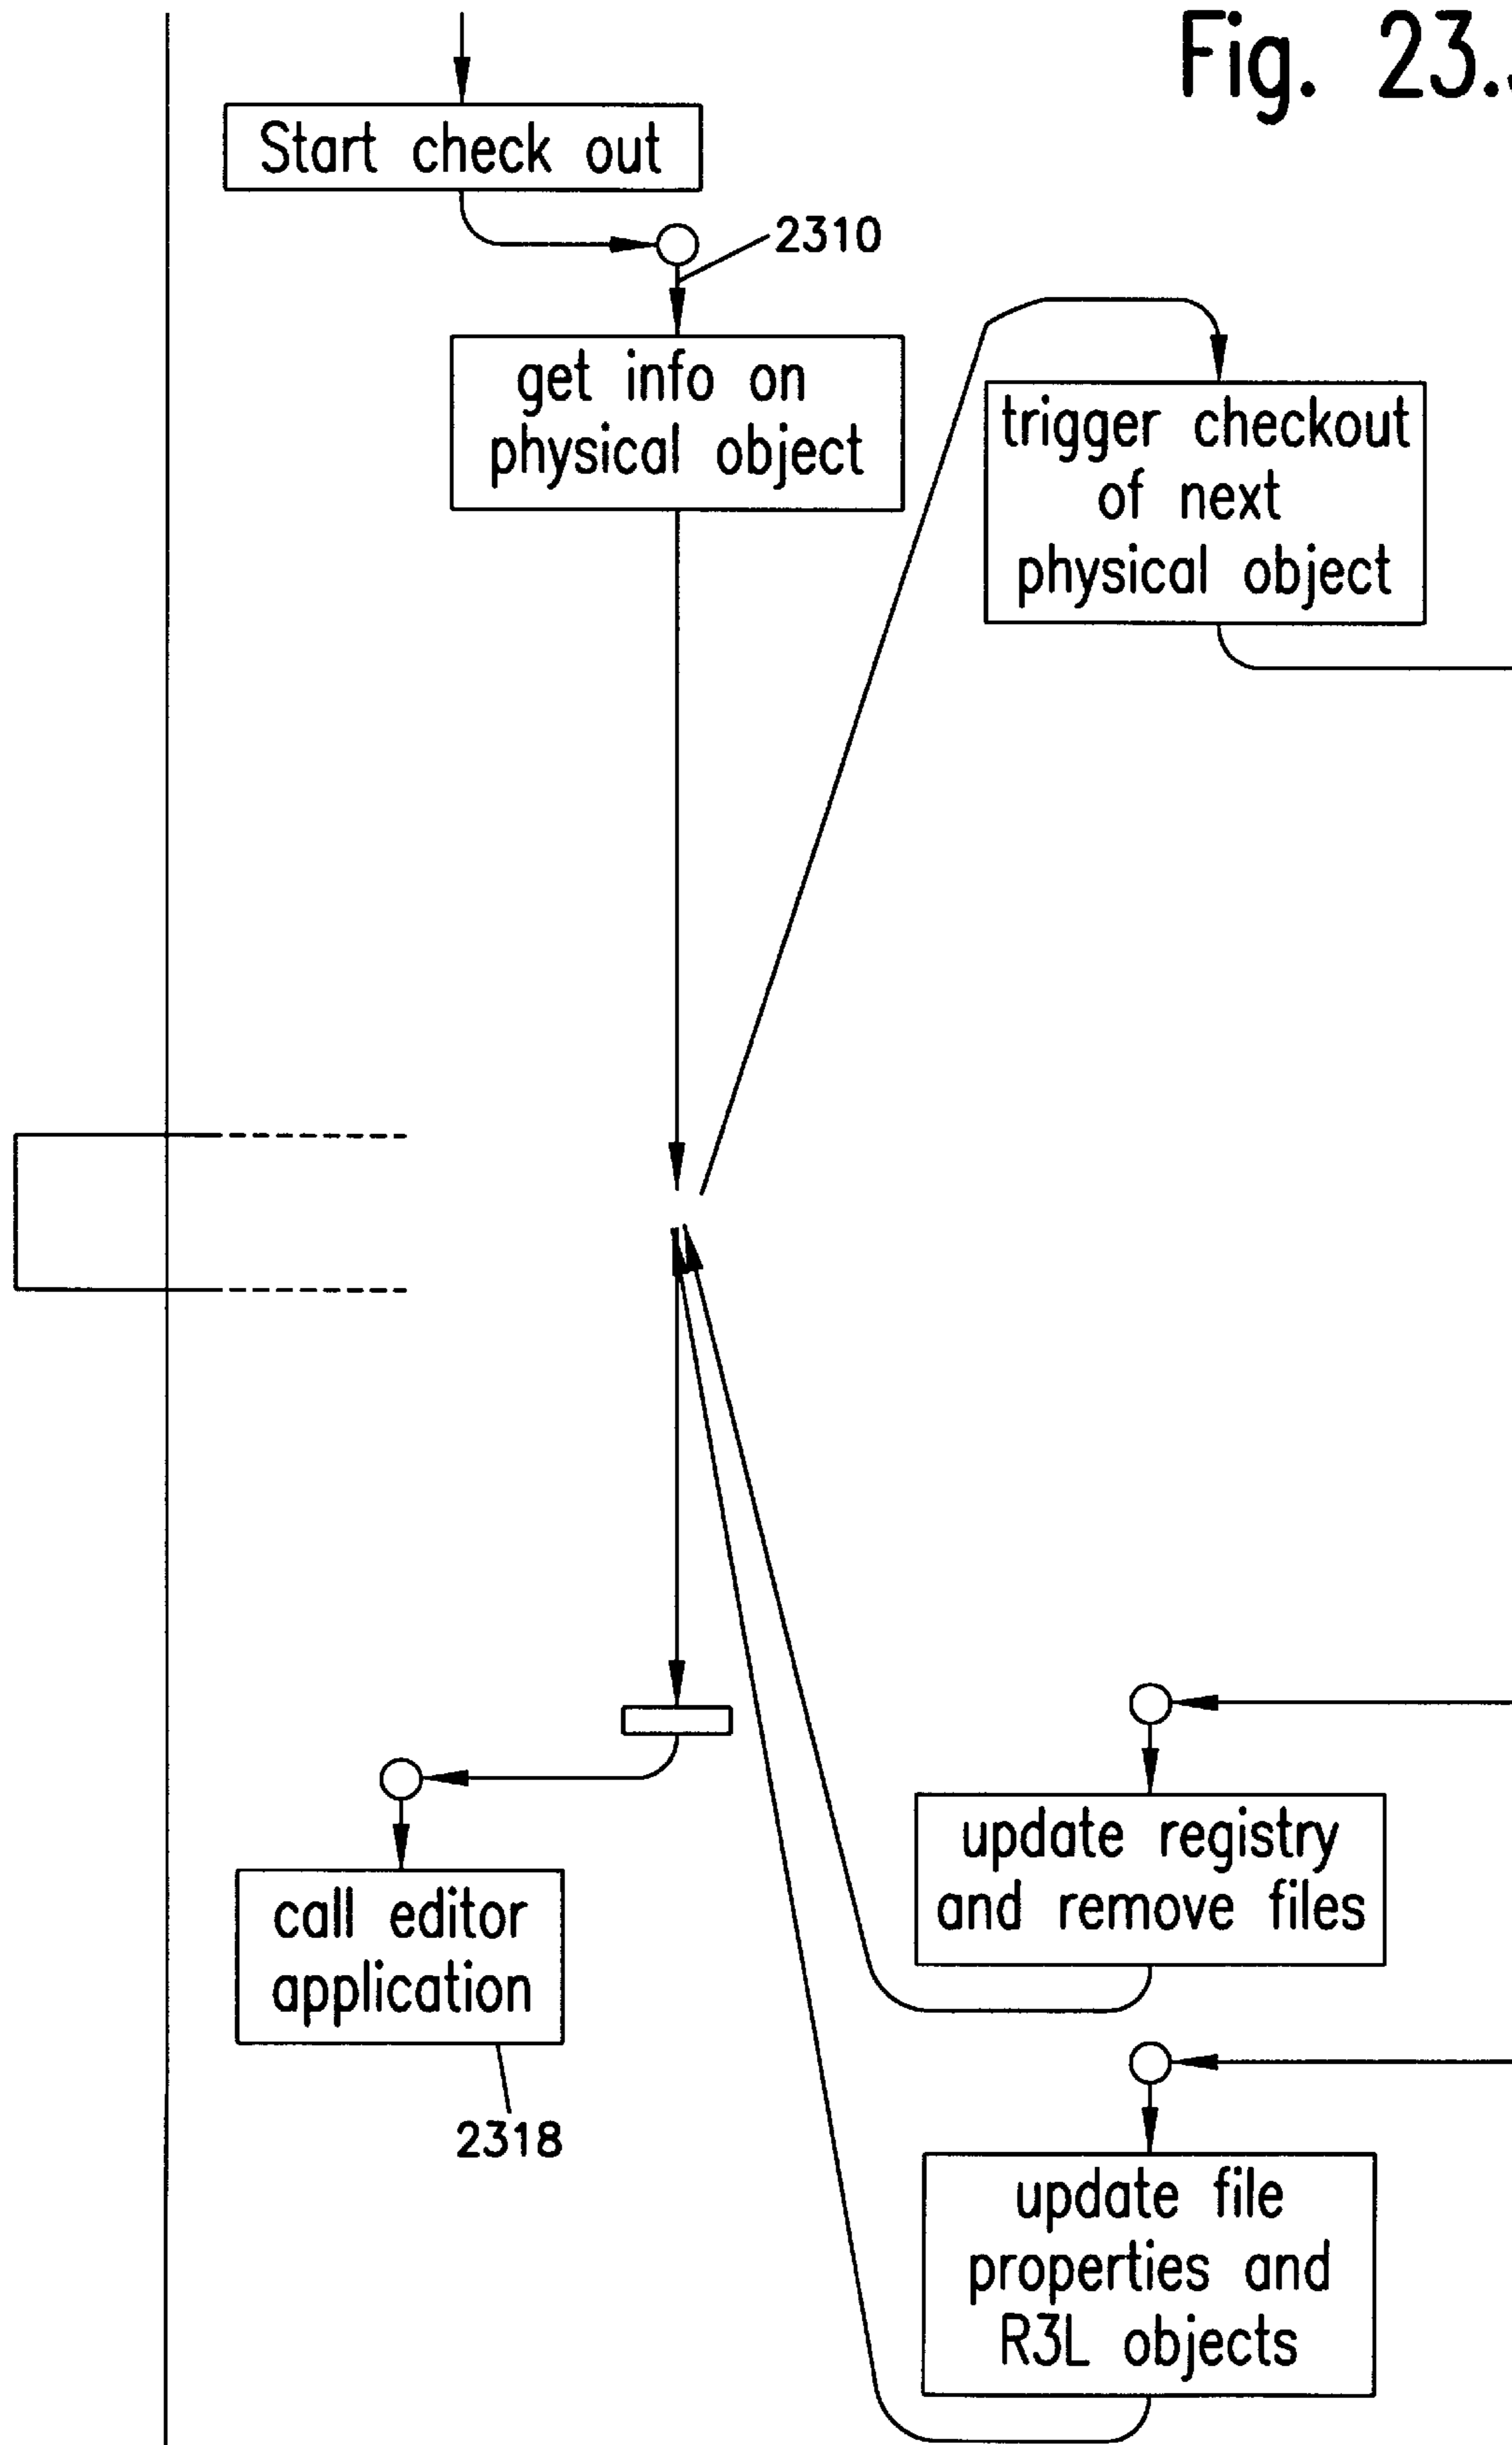 Fig. 23.
Start check out
2310
get info on
physical object
trigger checkout
of next
physical object
update registry
and remove files
call editor
application
2318
update file
properties and
R3L objects